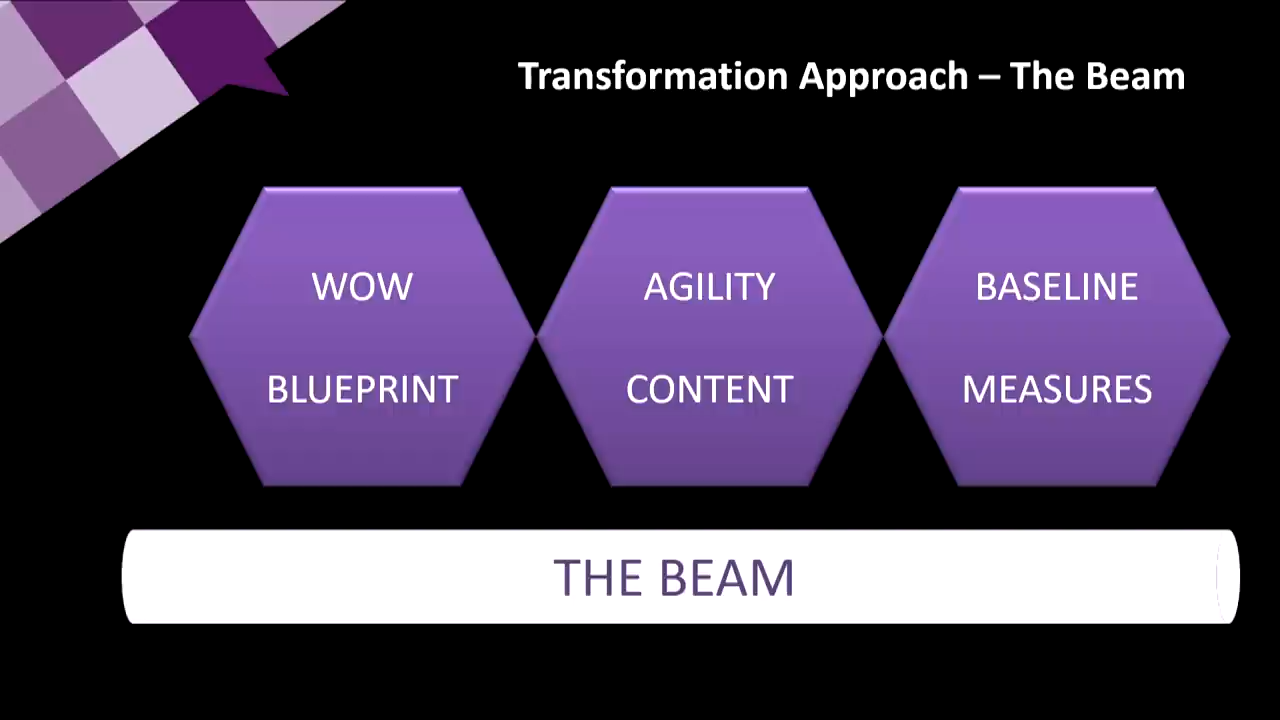 Transformation Approach – The Beam
WOW
BLUEPRINT
AGILITY
CONTENT
BASELINE
MEASURES
THE BEAM